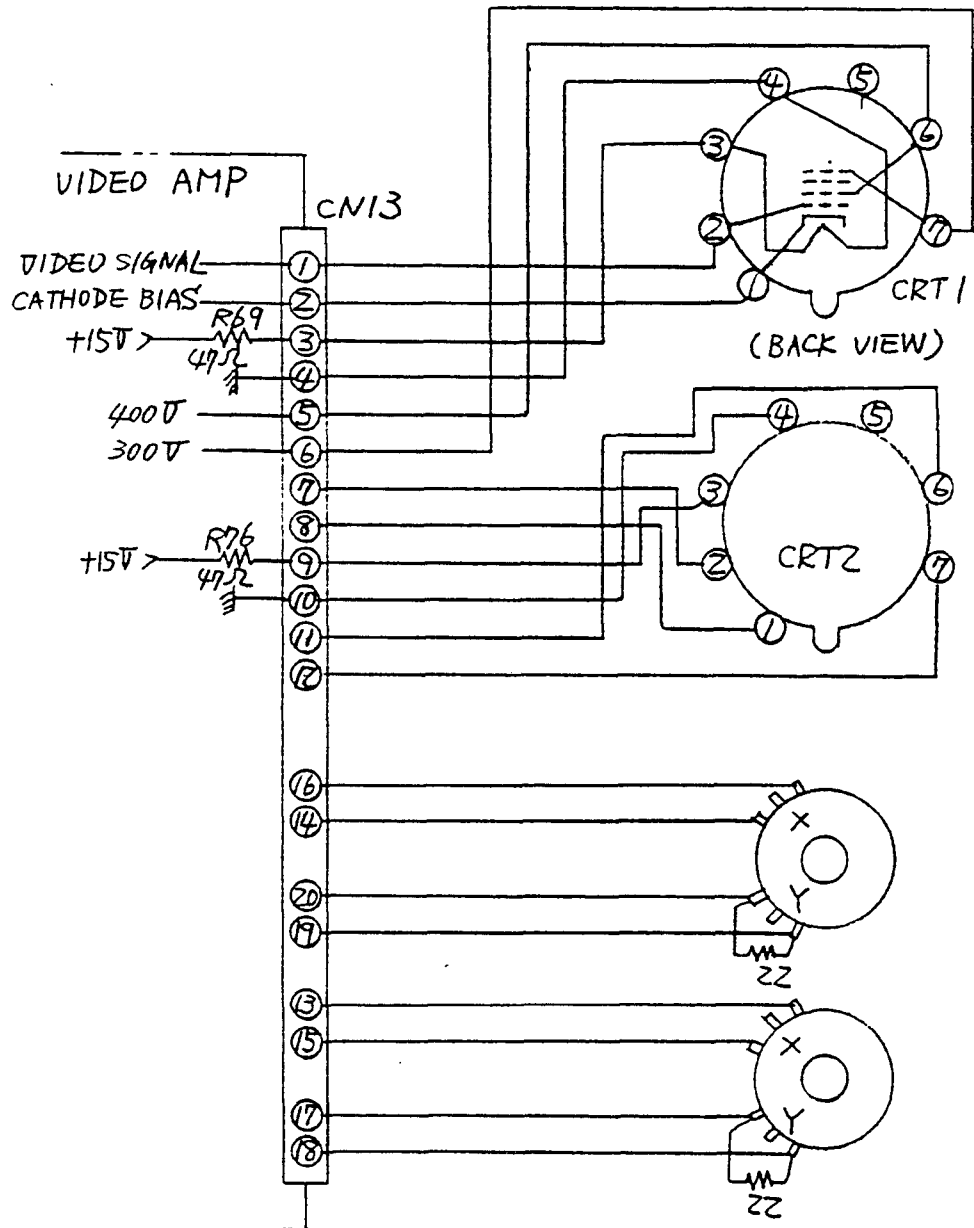 VIDEO AMP
CN13
VIDEO SIGNAL
CATHODE BIAS
+15V
R69
47Ω
400V
300V
+15V
R76
47Ω
1
2
3
4
5
6
7
8
9
10
11
12
16
14
20
19
13
15
17
18
4
5
3
6
2
7
1
CRT1
(BACK VIEW)
4
5
3
6
2
CRT2
7
1
X
Y
22
X
Y
22